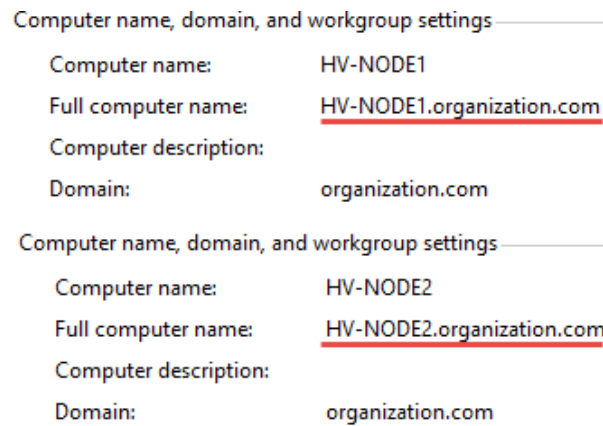 Computer name, domain, and workgroup settings
Computer name: HV-NODE1
Full computer name: HV-NODE1.organization.com
Computer description:
Domain: organization.com
Computer name, domain, and workgroup settings
Computer name: HV-NODE2
Full computer name: HV-NODE2.organization.com
Computer description:
Domain: organization.com